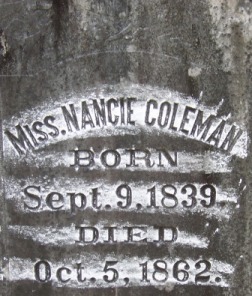 Miss. NANCIE COLEMAN
BORN
Sept. 9, 1839
DIED
Oct. 5, 1862.